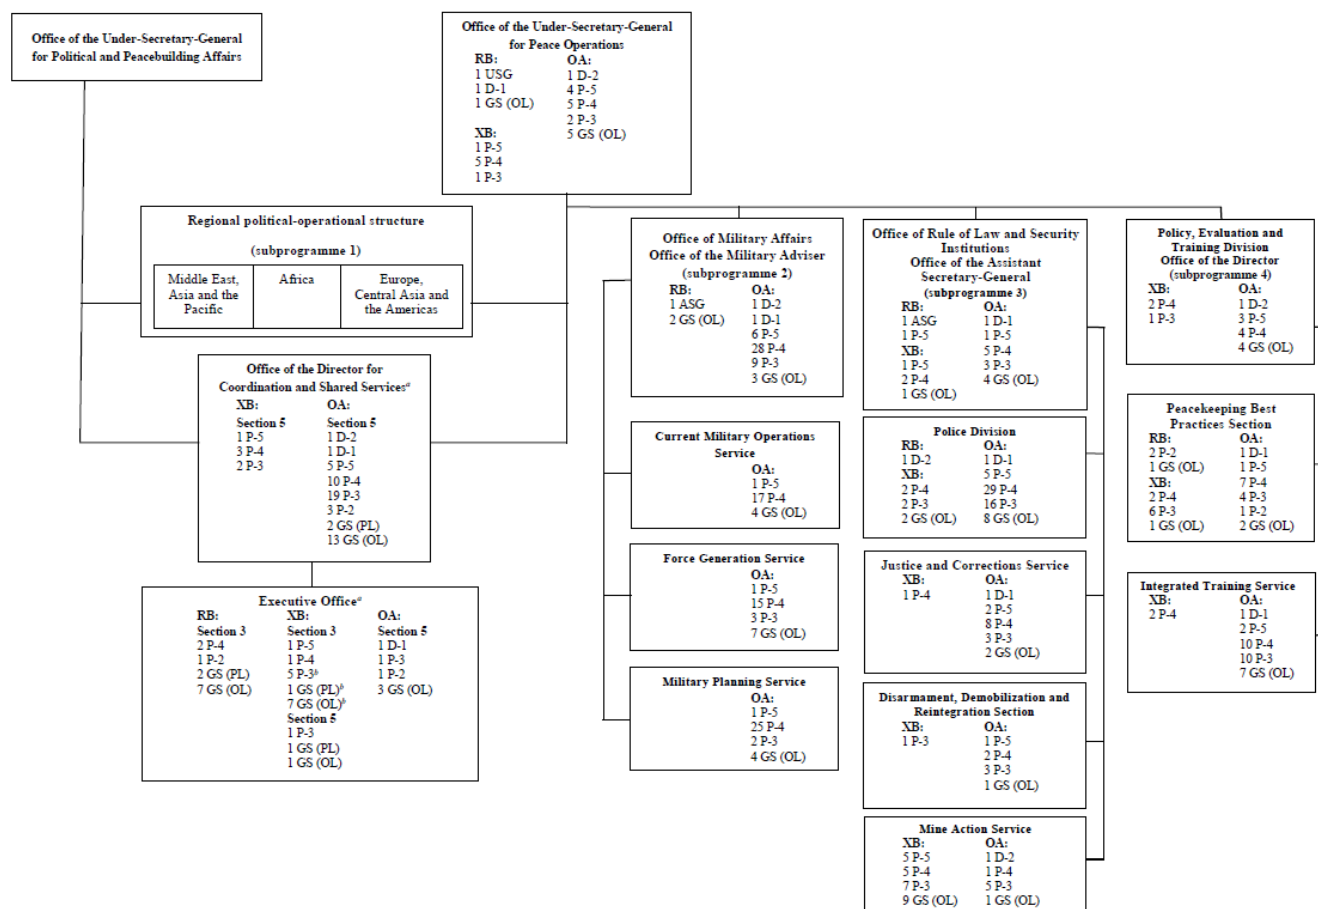 Office of the Under-Secretary-General
for Political and Peacebuilding Affairs
Office of the Under-Secretary-General
for Peace Operations
RB:
1 USG
1 D-1
1 GS (OL)
XB:
1 P-5
5 P-4
1 P-3
OA:
1 D-2
4 P-5
5 P-4
2 P-3
5 GS (OL)
Regional political-operational structure
(subprogramme 1)
Middle East,
Asia and the
Pacific
Africa
Europe,
Central Asia and
the Americas
Office of the Director for
Coordination and Shared Servicesᵃ
XB:
Section 5
1 P-5
3 P-4
2 P-3
OA:
Section 5
1 D-2
1 D-1
5 P-5
10 P-4
19 P-3
3 P-2
2 GS (PL)
13 GS (OL)
Executive Officeᵃ
RB:
Section 3
2 P-4
1 P-2
2 GS (PL)
7 GS (OL)
XB:
Section 3
1 P-5
1 P-4
5 P-3ᵇ
1 GS (PL)ᵇ
7 GS (OL)ᵇ
Section 5
1 P-3
1 GS (PL)
1 GS (OL)
OA:
Section 5
1 D-1
1 P-3
1 P-2
3 GS (OL)
Office of Military Affairs
Office of the Military Adviser
(subprogramme 2)
RB:
1 ASG
2 GS (OL)
OA:
1 D-2
1 D-1
6 P-5
28 P-4
9 P-3
3 GS (OL)
Current Military Operations
Service
OA:
1 P-5
17 P-4
4 GS (OL)
Force Generation Service
OA:
1 P-5
15 P-4
3 P-3
7 GS (OL)
Military Planning Service
OA:
1 P-5
25 P-4
2 P-3
4 GS (OL)
Office of Rule of Law and Security
Institutions
Office of the Assistant
Secretary-General
(subprogramme 3)
RB:
1 ASG
1 P-5
XB:
1 P-5
2 P-4
1 GS (OL)
OA:
1 D-1
1 P-5
5 P-4
3 P-3
4 GS (OL)
Police Division
RB:
1 D-2
XB:
2 P-4
2 P-3
2 GS (OL)
OA:
1 D-1
5 P-5
29 P-4
16 P-3
8 GS (OL)
Justice and Corrections Service
XB:
1 P-4
OA:
1 D-1
2 P-5
8 P-4
3 P-3
2 GS (OL)
Disarmament, Demobilization and
Reintegration Section
XB:
1 P-3
OA:
1 P-5
2 P-4
3 P-3
1 GS (OL)
Mine Action Service
XB:
5 P-5
5 P-4
7 P-3
9 GS (OL)
OA:
1 D-2
1 P-4
5 P-3
1 GS (OL)
Policy, Evaluation and
Training Division
Office of the Director
(subprogramme 4)
XB:
2 P-4
1 P-3
OA:
1 D-2
3 P-5
4 P-4
4 GS (OL)
Peacekeeping Best
Practices Section
RB:
2 P-2
1 GS (OL)
XB:
2 P-4
6 P-3
1 GS (OL)
OA:
1 D-1
1 P-5
7 P-4
4 P-3
1 P-2
2 GS (OL)
Integrated Training Service
XB:
2 P-4
OA:
1 D-1
2 P-5
10 P-4
10 P-3
7 GS (OL)